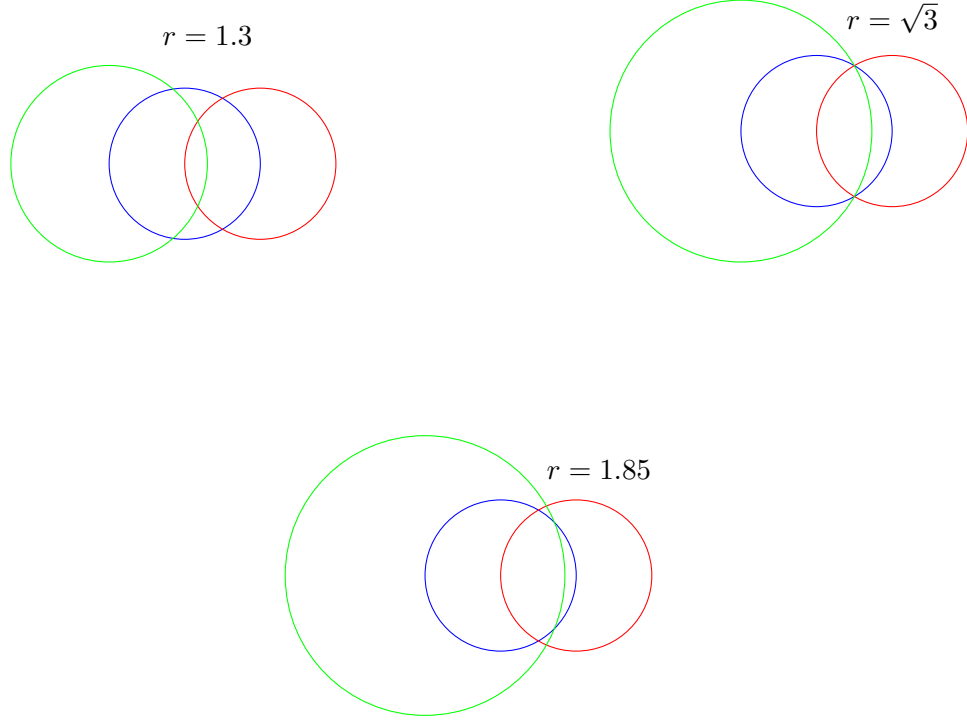 r = 1.3
r = √3
r = 1.85